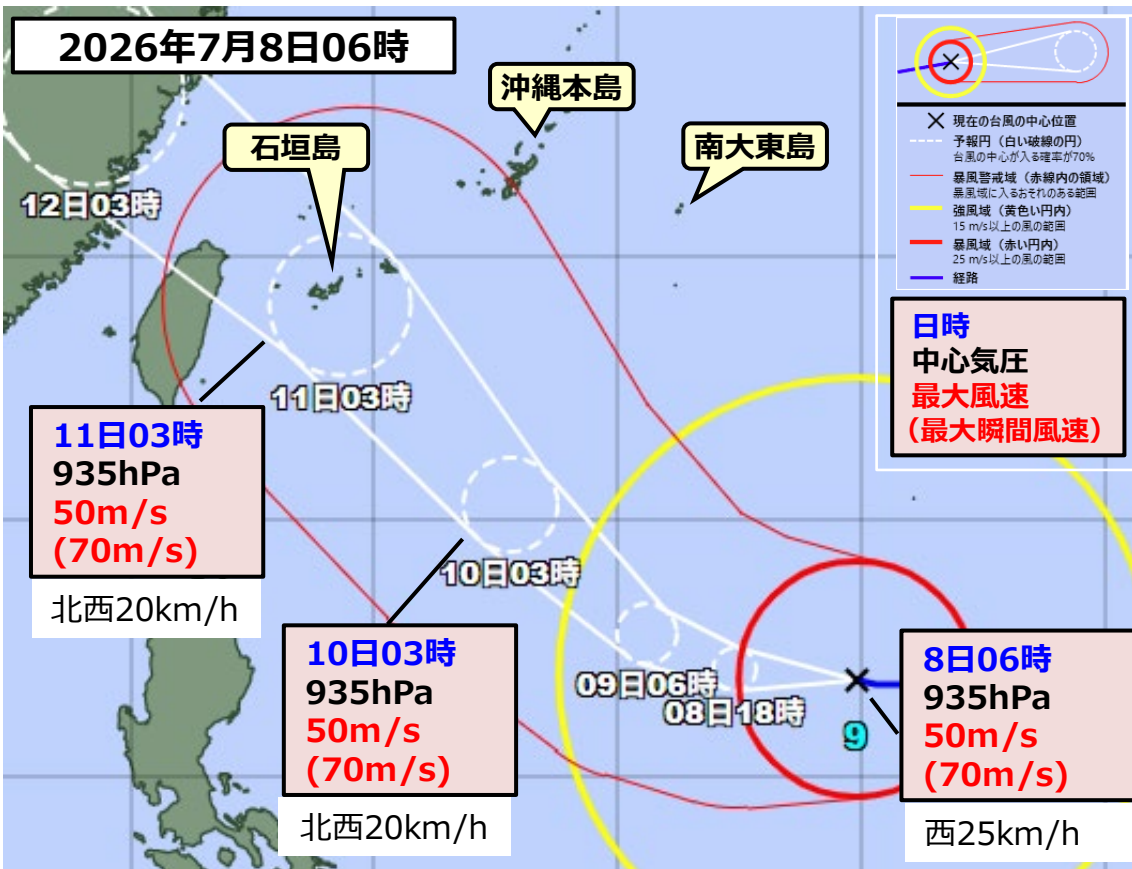 2026年7月8日06時
沖縄本島
石垣島
南大東島
現在の台風の中心位置
予報円（白い破線の円）
台風の中心が入る確率が70%
暴風警戒域（赤線内の領域）
暴風域に入るおそれのある範囲
強風域（黄色い円内）
15 m/s以上の風の範囲
暴風域（赤い円内）
25 m/s以上の風の範囲
経路
日時
中心気圧
最大風速
（最大瞬間風速）
12日03時
11日03時
11日03時
935hPa
50m/s
(70m/s)
北西20km/h
10日03時
10日03時
935hPa
50m/s
(70m/s)
北西20km/h
09日06時
08日18時
9
8日06時
935hPa
50m/s
(70m/s)
西25km/h